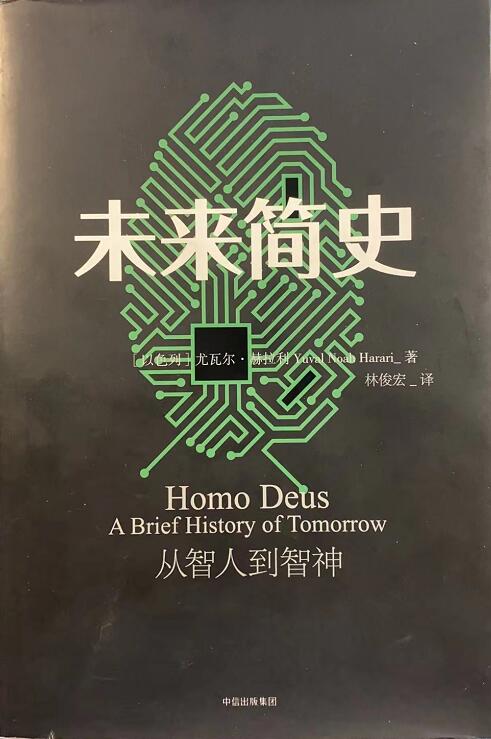 未来简史
[以色列] 尤瓦尔·赫拉利 Yuval Noah Harari_ 著
林俊宏 _ 译
Homo Deus
A Brief History of Tomorrow
从智人到智神
中信出版集团